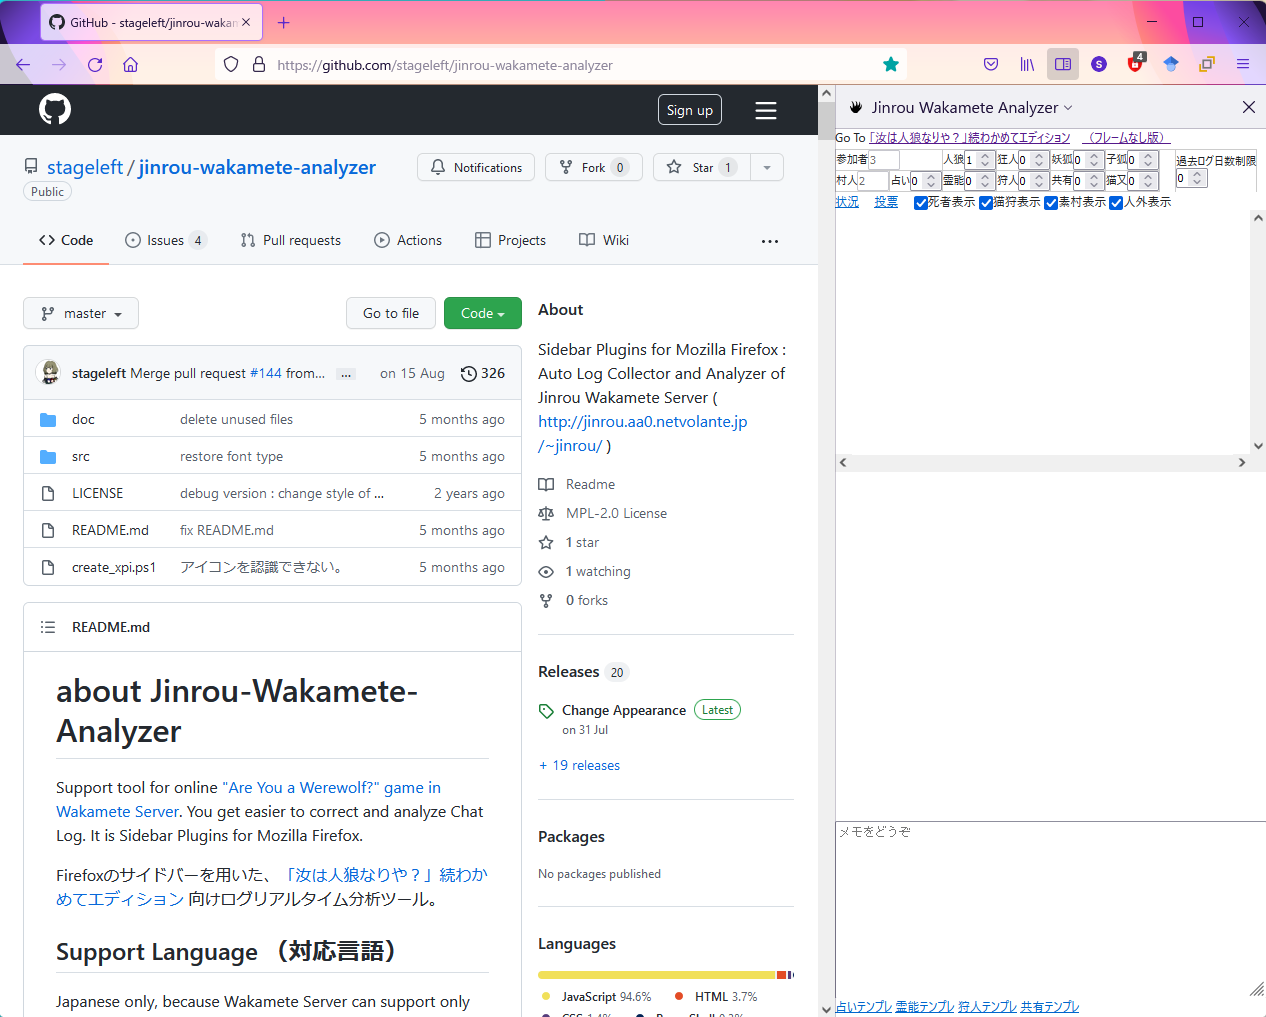 GitHub - stageleft/jinrou-wakam
https://github.com/stageleft/jinrou-wakamete-analyzer
4
Sign up
stageleft / jinrou-wakamete-analyzer
Public
Notifications
Fork 0
Star 1
Code
Issues 4
Pull requests
Actions
Projects
Wiki
master
Go to file
Code
stageleft Merge pull request #144 from... ... on 15 Aug 326
doc delete unused files 5 months ago
src restore font type 5 months ago
LICENSE debug version : change style of ... 2 years ago
README.md fix README.md 5 months ago
create_xpi.ps1 アイコンを認識できない。 5 months ago
README.md
about Jinrou-Wakamete-
Analyzer
Support tool for online "Are You a Werewolf?" game in
Wakamete Server. You get easier to correct and analyze Chat
Log. It is Sidebar Plugins for Mozilla Firefox.
Firefoxのサイドバーを用いた、「汝は人狼なりや？」続わか
めてエディション 向けログリアルタイム分析ツール。
Support Language （対応言語）
Japanese only, because Wakamete Server can support only
About
Sidebar Plugins for Mozilla Firefox :
Auto Log Collector and Analyzer of
Jinrou Wakamete Server (
http://jinrou.aa0.netvolante.jp
/~jinrou/ )
Readme
MPL-2.0 License
1 star
1 watching
0 forks
Releases 20
Change Appearance Latest
on 31 Jul
+ 19 releases
Packages
No packages published
Languages
JavaScript 94.6%
HTML 3.7%
Jinrou Wakamete Analyzer
Go To 「汝は人狼なりや？」続わかめてエディション （フレームなし版）
参加者 3 人狼 1 狂人 0 妖狐 0 子狐 0
村人 2 占い 0 霊能 0 狩人 0 共有 0 猫又 0
過去ログ日数制限
0
状況 投票 死者表示 猫狩表示 素村表示 人外表示
メモをどうぞ
占いテンプレ 霊能テンプレ 狩人テンプレ 共有テンプレ